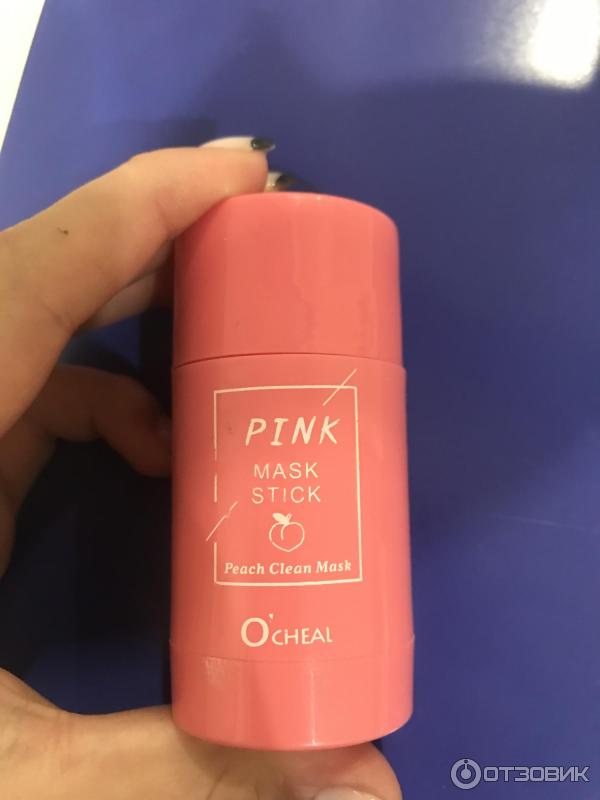 PINK
MASK
STICK
Peach Clean Mask
O'CHEAL
ОТЗОВИК